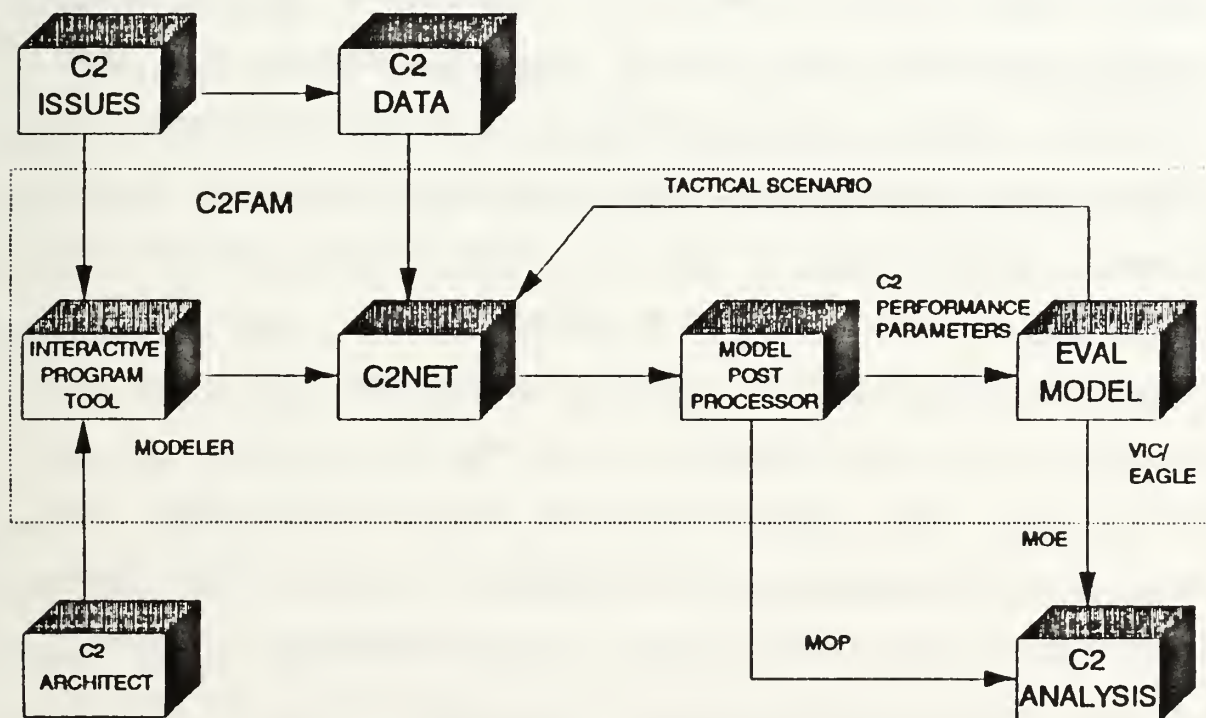 C2
ISSUES
C2
DATA
C2FAM
TACTICAL SCENARIO
INTERACTIVE
PROGRAM
TOOL
C2NET
MODEL
POST
PROCESSOR
C2
PERFORMANCE
PARAMETERS
EVAL
MODEL
MODELER
VIC/
EAGLE
MOE
MOP
C2
ARCHITECT
C2
ANALYSIS